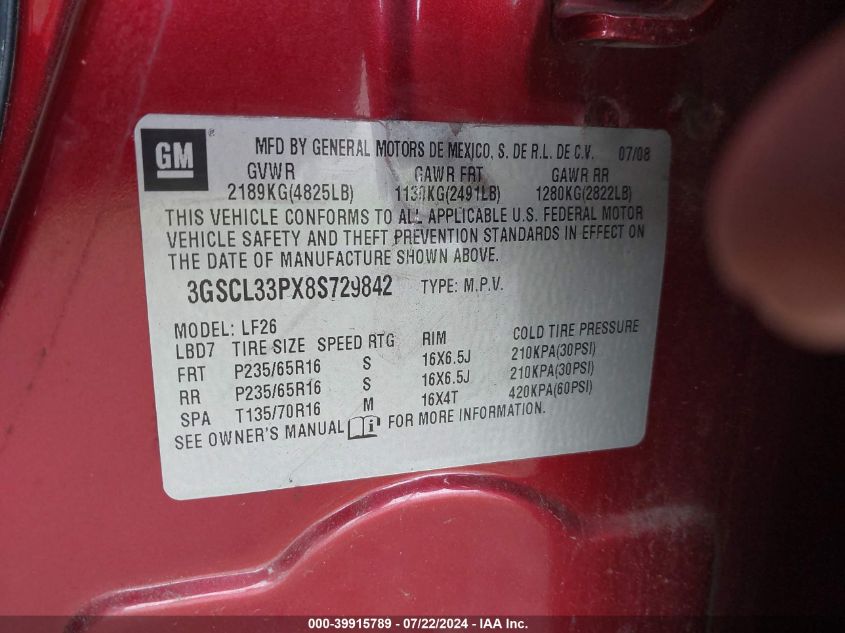 GM ®
MFD BY GENERAL MOTORS DE MEXICO, S. DE R.L. DE C.V. 07/08
GVWR GAWR FRT GAWR RR
2189KG(4825LB) 1130KG(2491LB) 1280KG(2822LB)
THIS VEHICLE CONFORMS TO ALL APPLICABLE U.S. FEDERAL MOTOR
VEHICLE SAFETY AND THEFT PREVENTION STANDARDS IN EFFECT ON
THE DATE OF MANUFACTURE SHOWN ABOVE.
3GSCL33PX8S729842 TYPE: M.P.V.
MODEL: LF26
LBD7 TIRE SIZE SPEED RTG RIM COLD TIRE PRESSURE
FRT P235/65R16 S 16X6.5J 210KPA(30PSI)
RR P235/65R16 S 16X6.5J 210KPA(30PSI)
SPA T135/70R16 M 16X4T 420KPA(60PSI)
SEE OWNER'S MANUAL i FOR MORE INFORMATION.
000-39915789 - 07/22/2024 - IAA Inc.